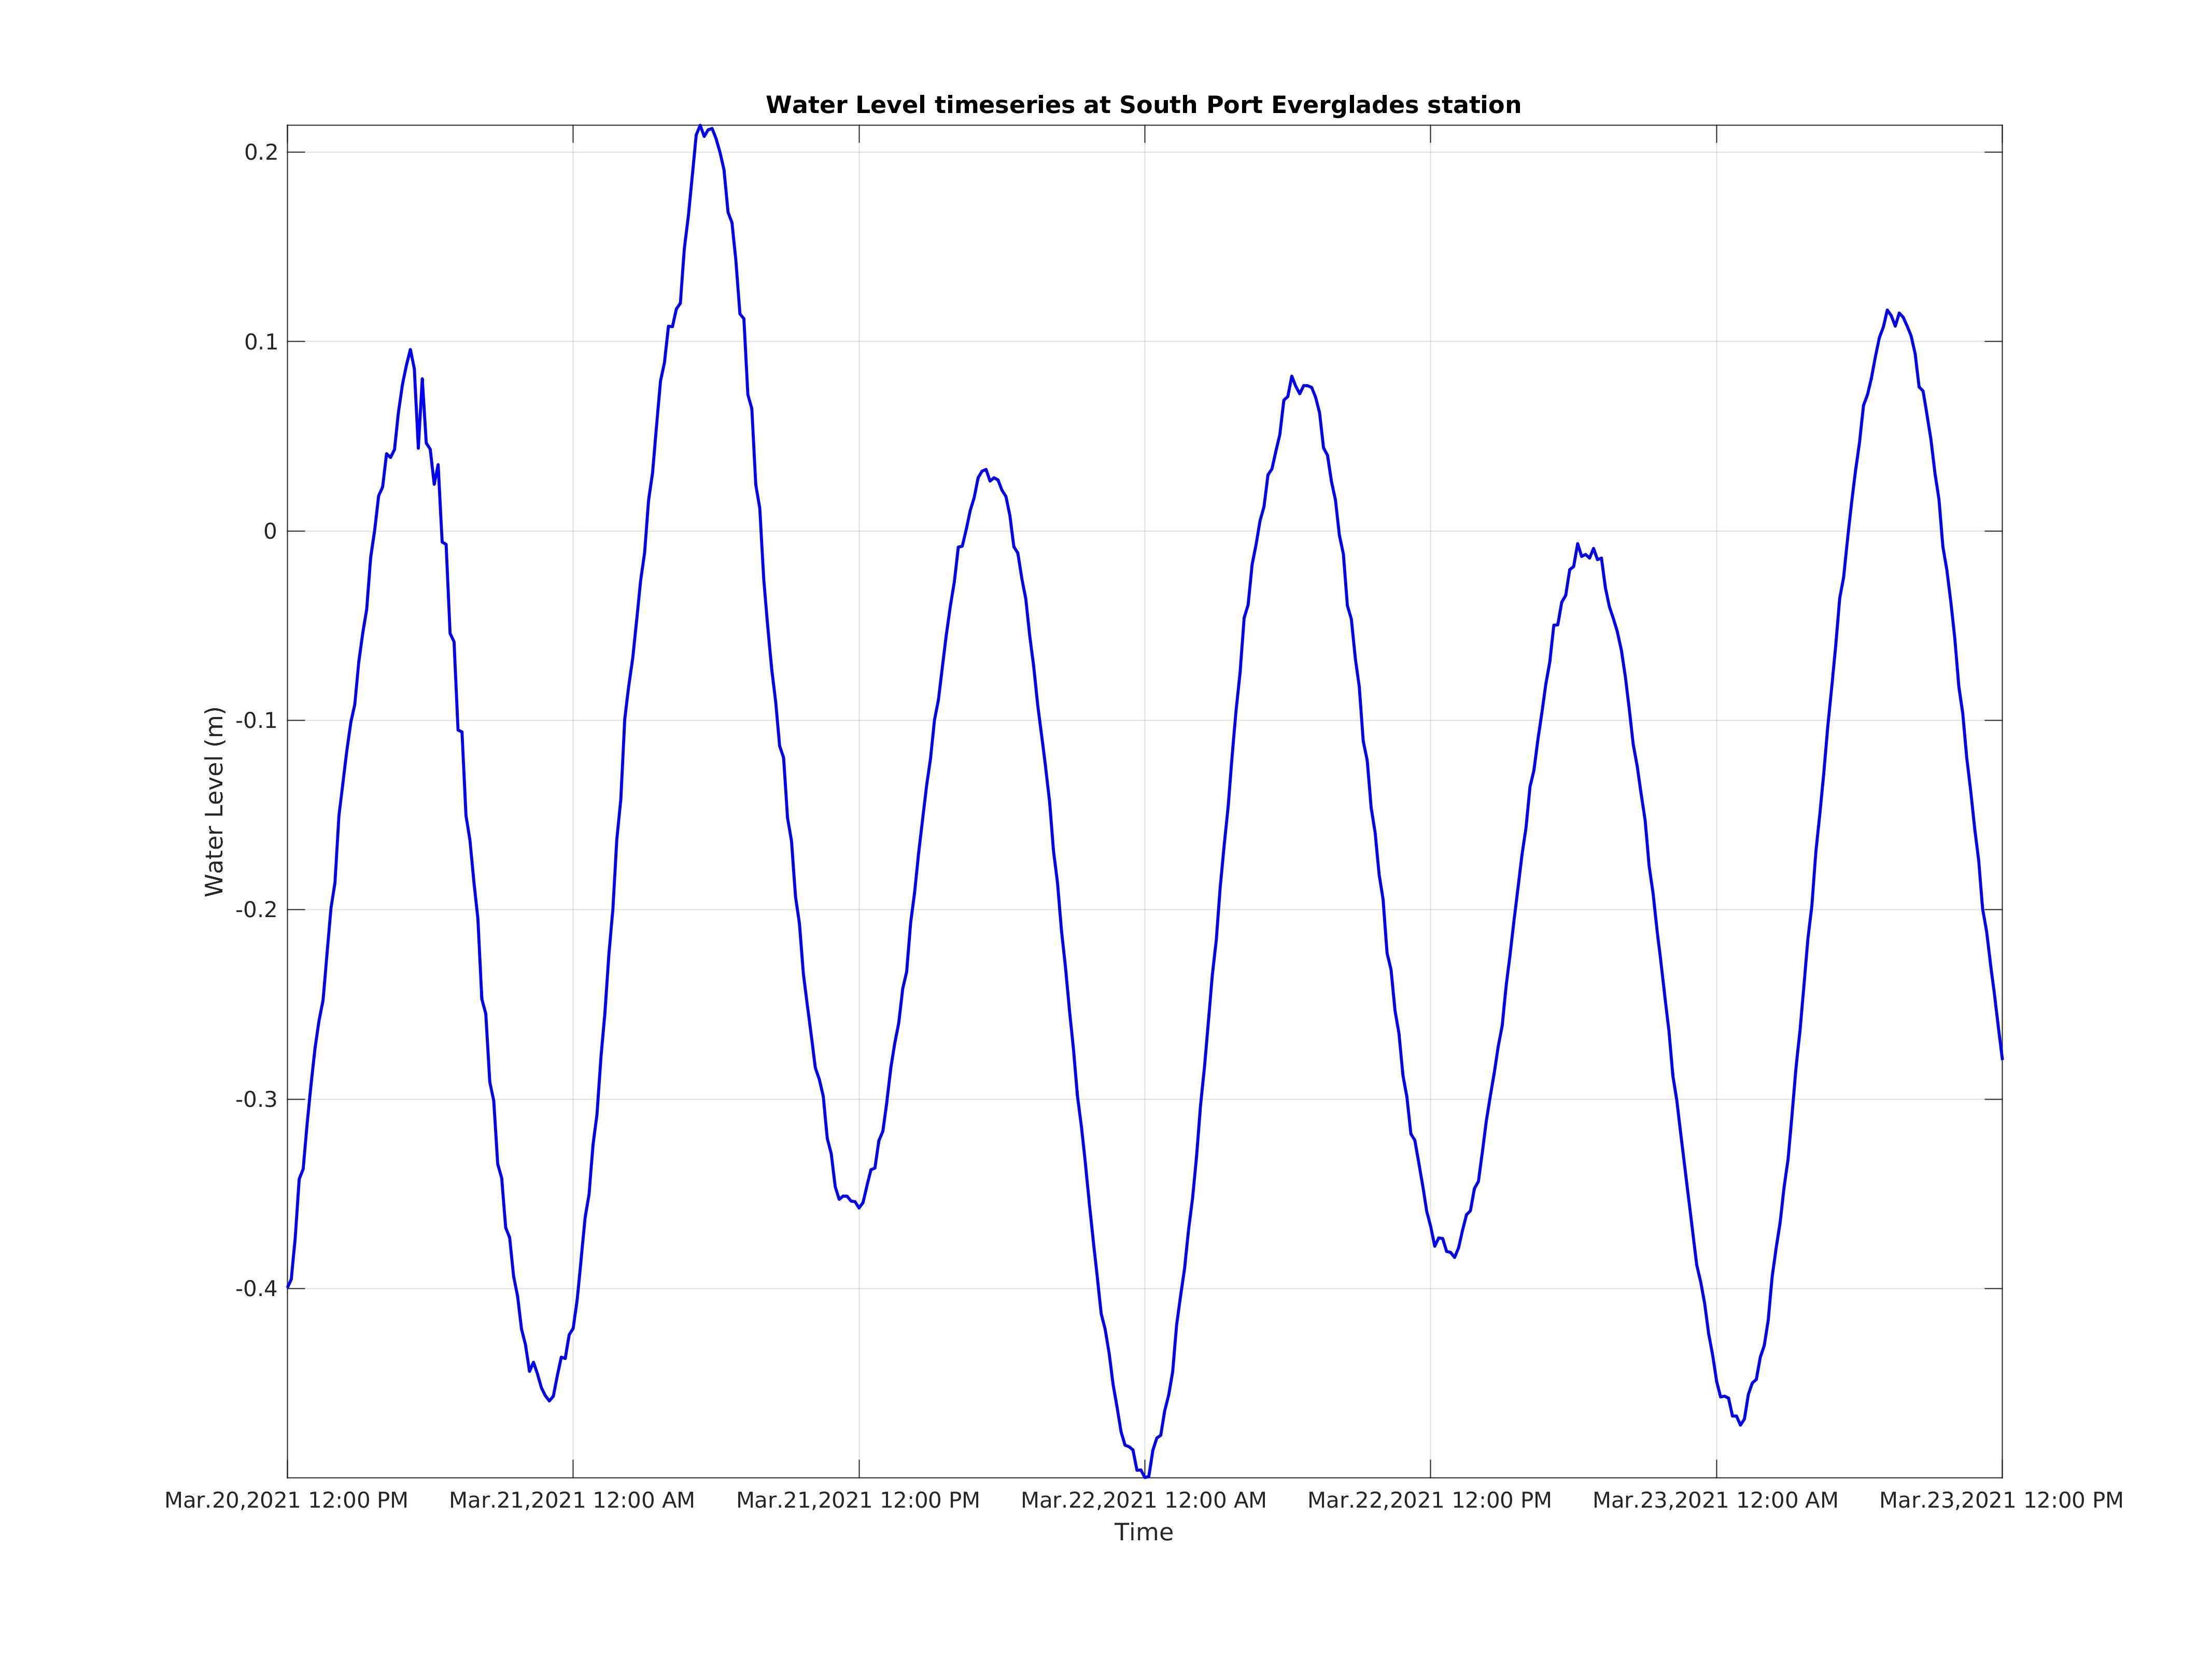 Water Level timeseries at South Port Everglades station
0.2
0.1
0
-0.1
-0.2
-0.3
-0.4
Water Level (m)
Mar.20,2021 12:00 PM
Mar.21,2021 12:00 AM
Mar.21,2021 12:00 PM
Mar.22,2021 12:00 AM
Mar.22,2021 12:00 PM
Mar.23,2021 12:00 AM
Mar.23,2021 12:00 PM
Time